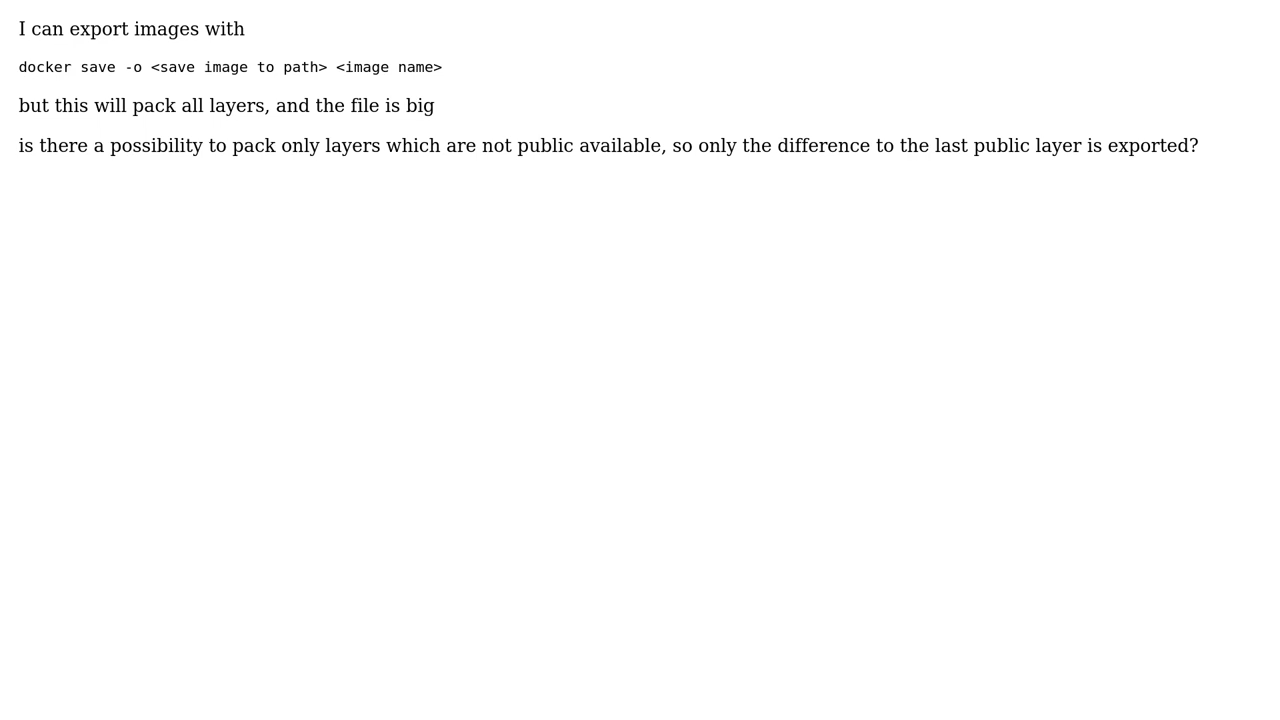 I can export images with
docker save -o <save image to path> <image name>
but this will pack all layers, and the file is big
is there a possibility to pack only layers which are not public available, so only the difference to the last public layer is exported?